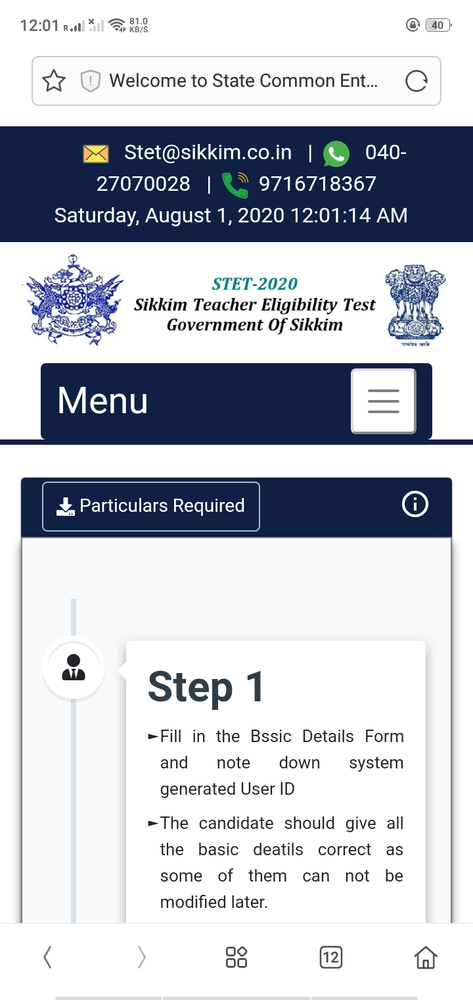 12:01 R 81.0 KB/S 40
Welcome to State Common Ent...
Stet@sikkim.co.in | 040-
27070028 | 9716718367
Saturday, August 1, 2020 12:01:14 AM
STET-2020
Sikkim Teacher Eligibility Test
Government Of Sikkim
Menu
Particulars Required
Step 1
►Fill in the Bssic Details Form
and note down system
generated User ID
►The candidate should give all
the basic deatils correct as
some of them can not be
modified later.
12